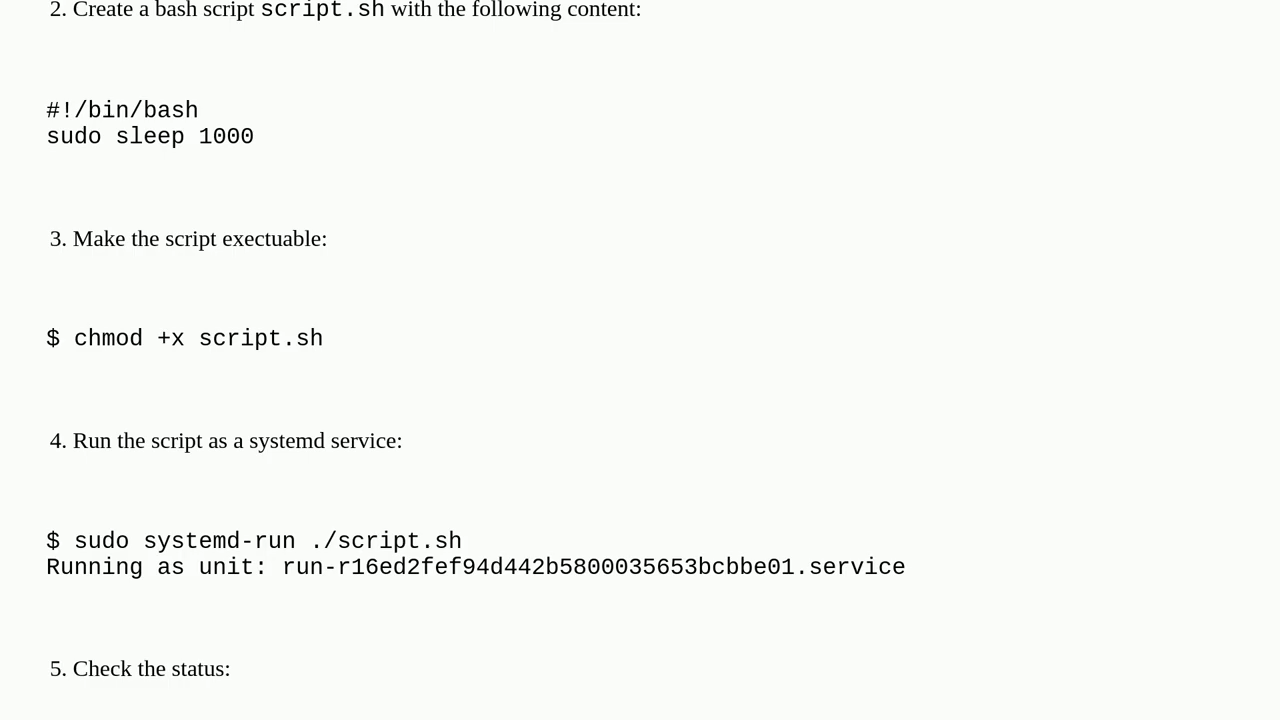 2. Create a bash script script.sh with the following content:
#!/bin/bash
sudo sleep 1000
3. Make the script exectuable:
$ chmod +x script.sh
4. Run the script as a systemd service:
$ sudo systemd-run ./script.sh
Running as unit: run-r16ed2fef94d442b5800035653bcbbe01.service
5. Check the status: